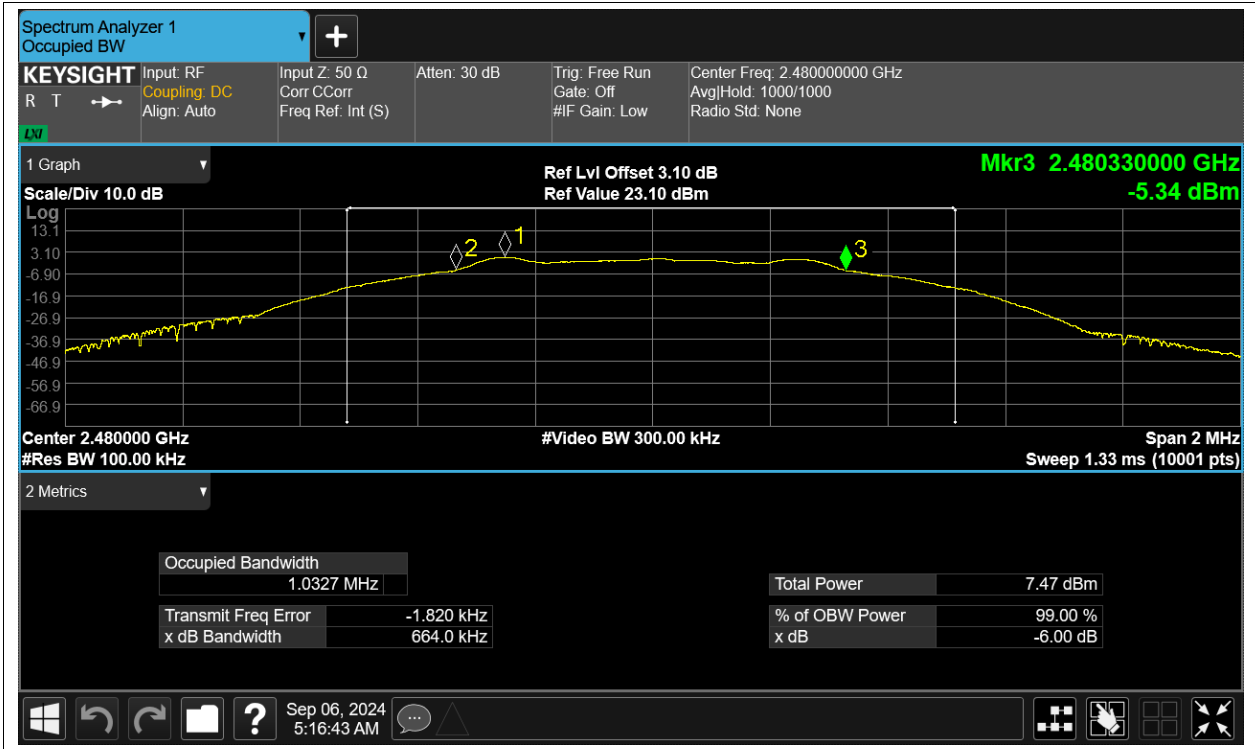 Spectrum Analyzer 1
Occupied BW
+
KEYSIGHT
R T
LXI
Input: RF
Coupling: DC
Align: Auto
Input Z: 50 Ω
Corr CCorr
Freq Ref: Int (S)
Atten: 30 dB
Trig: Free Run
Gate: Off
#IF Gain: Low
Center Freq: 2.480000000 GHz
Avg|Hold: 1000/1000
Radio Std: None
1 Graph
Scale/Div 10.0 dB
Ref Lvl Offset 3.10 dB
Ref Value 23.10 dBm
Mkr3 2.480330000 GHz
-5.34 dBm
Log
13.1
3.10
-6.90
-16.9
-26.9
-36.9
-46.9
-56.9
-66.9
2
1
3
Center 2.480000 GHz
#Video BW 300.00 kHz
Span 2 MHz
#Res BW 100.00 kHz
Sweep 1.33 ms (10001 pts)
2 Metrics
Occupied Bandwidth
1.0327 MHz
Transmit Freq Error -1.820 kHz
x dB Bandwidth 664.0 kHz
Total Power 7.47 dBm
% of OBW Power 99.00 %
x dB -6.00 dB
?
Sep 06, 2024
5:16:43 AM